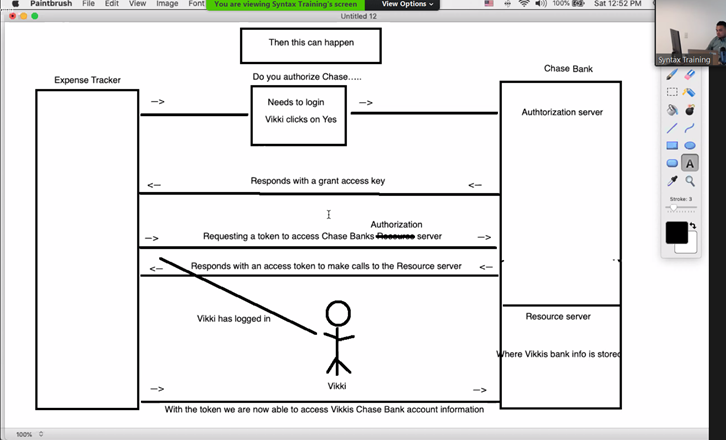 Paintbrush File Edit View Image Font
You are viewing Syntax Training's screen
View Options
100%
Sat 12:52 PM
Untitled 12
Syntax Training
Then this can happen
Expense Tracker
Do you authorize Chase.....
Chase Bank
-->
Needs to login
-->
Vikki clicks on Yes
Authtorization server
<--
Responds with a grant access key
<--
Authorization
-->
Requesting a token to access Chase Banks Resource server
-->
<--
Responds with an access token to make calls to the Resource server
<--
Vikki has logged in
Resource server
Where Vikkis bank info is stored
Vikki
-->
-->
With the token we are now able to access Vikkis Chase Bank account information
A
Stroke: 3
100%